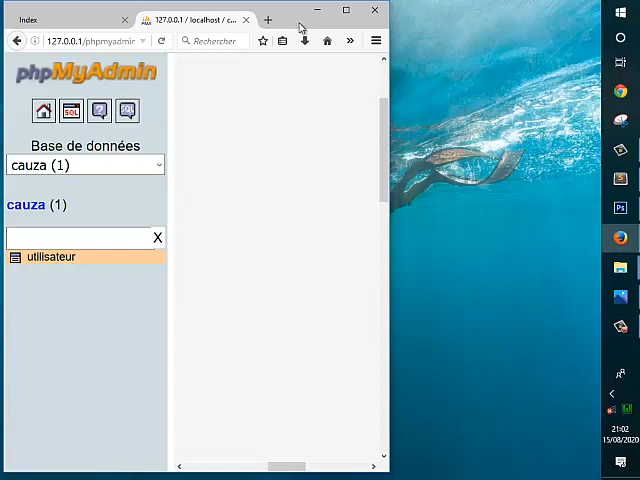 Index
127.0.0.1 / localhost / c...
127.0.0.1/phpmyadmin
Rechercher
phpMyAdmin
SQL
Base de données
cauza (1)
cauza (1)
X
utilisateur
Ps
21:02
15/08/2020